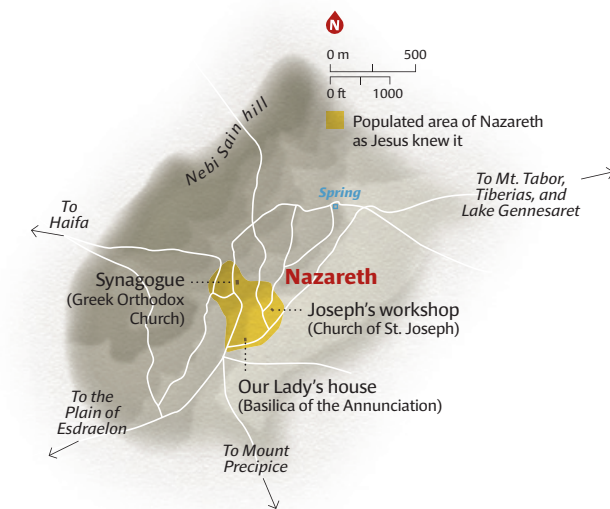 N
0 m 500
0 ft 1000
Populated area of Nazareth
as Jesus knew it
Nebi Sain hill
To Mt. Tabor,
Tiberias, and
Lake Gennesaret
Spring
To
Haifa
Nazareth
Synagogue
(Greek Orthodox
Church)
Joseph's workshop
(Church of St. Joseph)
Our Lady's house
(Basilica of the Annunciation)
To the
Plain of
Esdraelon
To Mount
Precipice